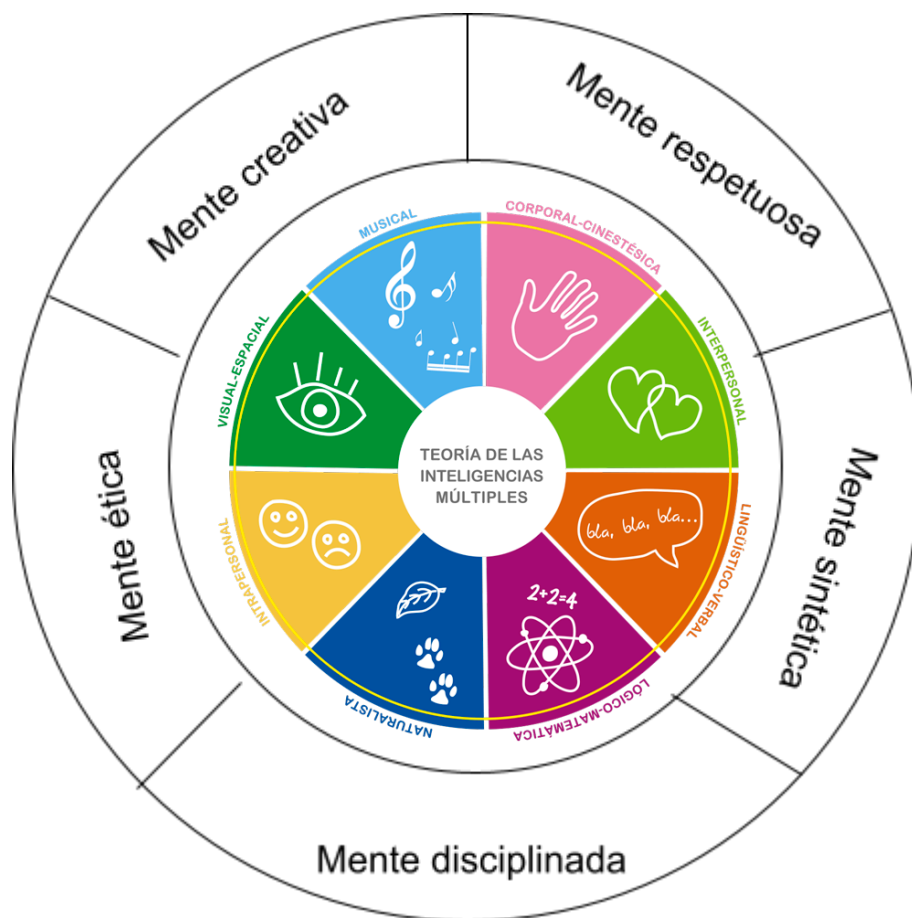 Mente creativa
Mente respetuosa
Mente sintética
Mente disciplinada
Mente ética
MUSICAL
CORPORAL-CINESTÉSICA
INTERPERSONAL
LINGÜÍSTICO-VERBAL
LÓGICO-MATEMÁTICA
NATURALISTA
INTRAPERSONAL
VISUAL-ESPACIAL
TEORÍA DE LAS
INTELIGENCIAS
MÚLTIPLES
bla, bla, bla...
2+2=4